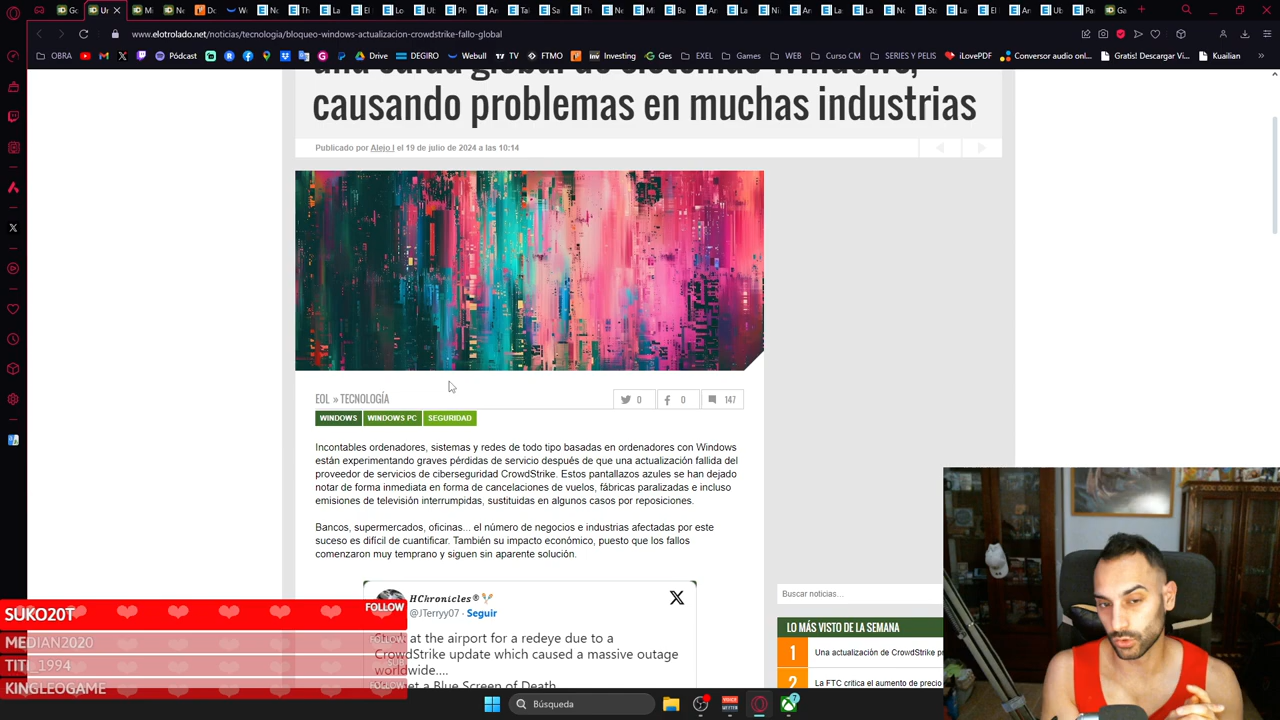 www.elotrolado.net/noticias/tecnologia/bloqueo-windows-actualizacion-crowdstrike-fallo-global
OBRA
Pódcast
Drive
DEGIRO
Webull
TV
FTMO
Investing
Ges
EXEL
Games
WEB
Curso CM
SERIES Y PELIS
iLovePDF
Conversor audio onl...
Gratis! Descargar Vi...
Kuailian
causando problemas en muchas industrias
Publicado por Alejo I el 19 de julio de 2024 a las 10:14
EOL » TECNOLOGÍA
0
0
147
WINDOWS
WINDOWS PC
SEGURIDAD
Incontables ordenadores, sistemas y redes de todo tipo basadas en ordenadores con Windows
están experimentando graves pérdidas de servicio después de que una actualización fallida del
proveedor de servicios de ciberseguridad CrowdStrike. Estos pantallazos azules se han dejado
notar de forma inmediata en forma de cancelaciones de vuelos, fábricas paralizadas e incluso
emisiones de televisión interrumpidas, sustituidas en algunos casos por reposiciones.
Bancos, supermercados, oficinas... el número de negocios e industrias afectadas por este
suceso es difícil de cuantificar. También su impacto económico, puesto que los fallos
comenzaron muy temprano y siguen sin aparente solución.
HChronicles®
@JTerryy07 · Seguir
at the airport for a redeye due to a
CrowdStrike update which caused a massive outage
worldwide....
et a Blue Screen of Death
Buscar noticias...
LO MÁS VISTO DE LA SEMANA
1 Una actualización de CrowdStrike pr
2 La FTC critica el aumento de precio
SUKO20T FOLLOW
MEDIAN2020 FOLLOW
TITI_1994 SUB
KINGLEOGAME FOLLOW
Búsqueda
7